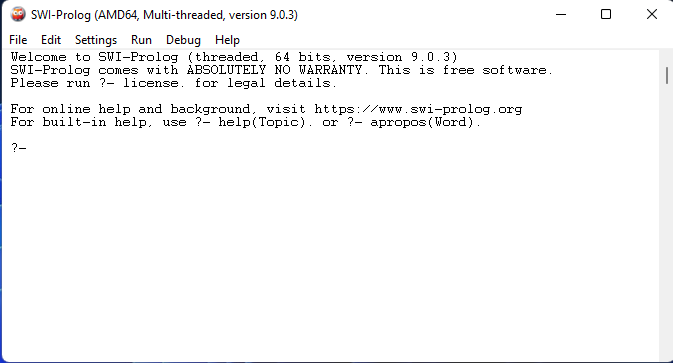 SWI-Prolog (AMD64, Multi-threaded, version 9.0.3)
File Edit Settings Run Debug Help
Welcome to SWI-Prolog (threaded, 64 bits, version 9.0.3)
SWI-Prolog comes with ABSOLUTELY NO WARRANTY. This is free software.
Please run ?- license. for legal details.
For online help and background, visit https://www.swi-prolog.org
For built-in help, use ?- help(Topic). or ?- apropos(Word).
?-